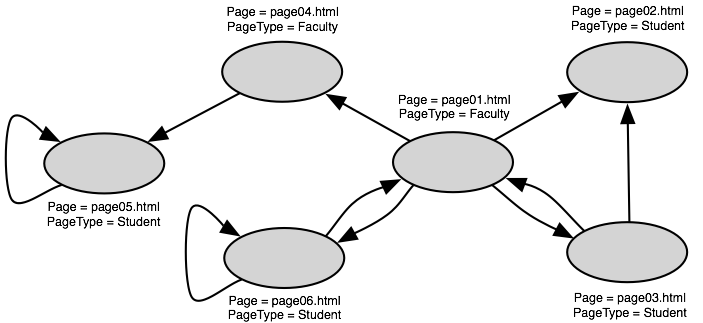 Page = page04.html
PageType = Faculty
Page = page02.html
PageType = Student
Page = page01.html
PageType = Faculty
Page = page05.html
PageType = Student
Page = page06.html
PageType = Student
Page = page03.html
PageType = Student